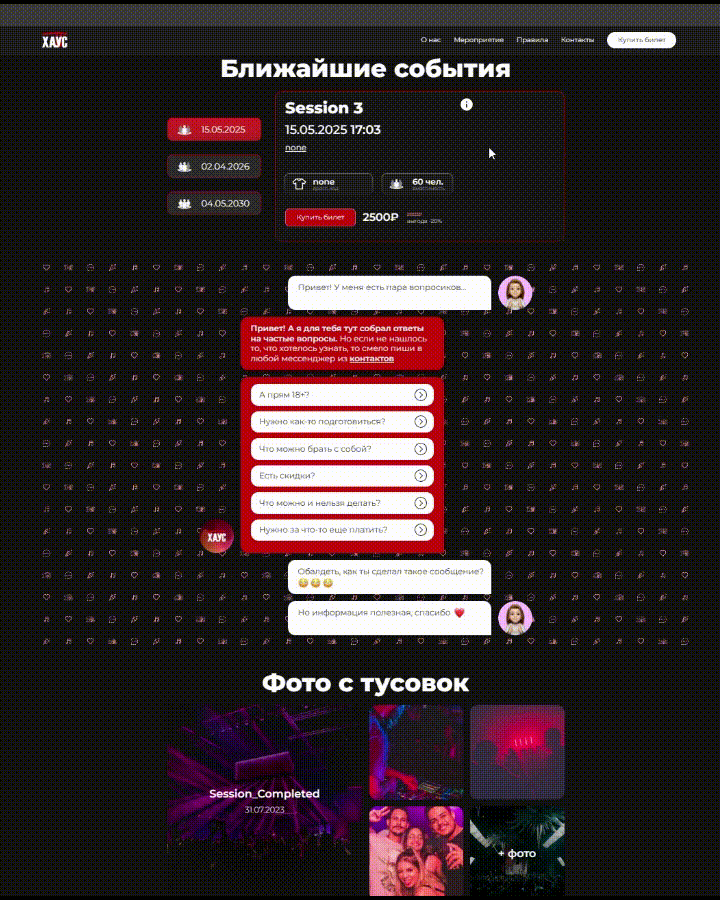 ХАУС
О нас
Мероприятие
Правила
Контакты
Купить билет
Ближайшие события
15.05.2025
02.04.2026
04.05.2030
Session 3
15.05.2025 17:03
none
none
60 чел.
Купить билет
2500₽
выгода -20%
Привет! У меня есть пара вопросиков...
Привет! А я для тебя тут собрал ответы
на частые вопросы. Но если не нашлось
то, что хотелось узнать, то смело пиши в
любой мессенджер из контактов
А прям 18+?
Нужно как-то подготовиться?
Что можно брать с собой?
Есть скидки?
Что можно и нельзя делать?
Нужно за что-то еще платить?
ХАУС
Обалдеть, как ты сделал такое сообщение?
Но информация полезная, спасибо
Фото с тусовок
Session_Completed
31.07.2023
+ фото